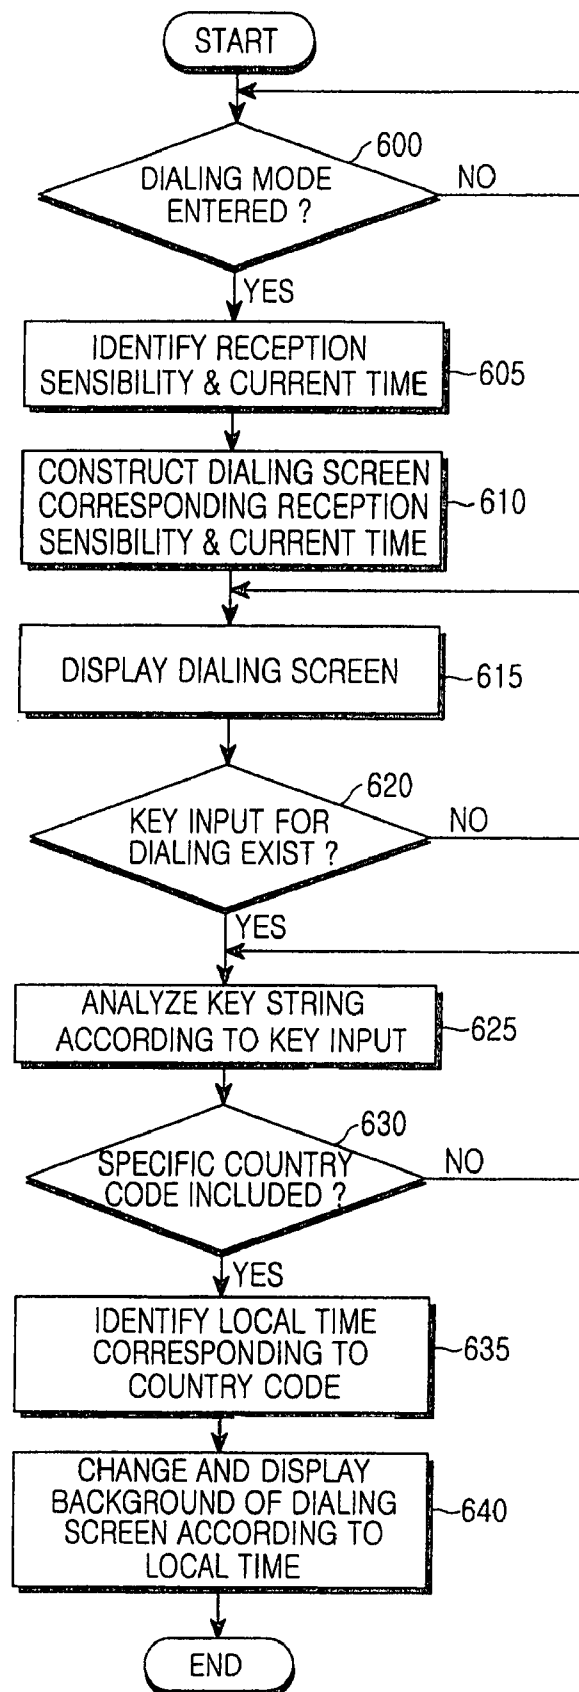 START
600
DIALING MODE
ENTERED ?
NO
YES
IDENTIFY RECEPTION
SENSIBILITY & CURRENT TIME
605
CONSTRUCT DIALING SCREEN
CORRESPONDING RECEPTION
SENSIBILITY & CURRENT TIME
610
DISPLAY DIALING SCREEN
615
620
KEY INPUT FOR
DIALING EXIST ?
NO
YES
ANALYZE KEY STRING
ACCORDING TO KEY INPUT
625
630
SPECIFIC COUNTRY
CODE INCLUDED ?
NO
YES
IDENTIFY LOCAL TIME
CORRESPONDING TO
COUNTRY CODE
635
CHANGE AND DISPLAY
BACKGROUND OF DIALING
SCREEN ACCORDING TO
LOCAL TIME
640
END